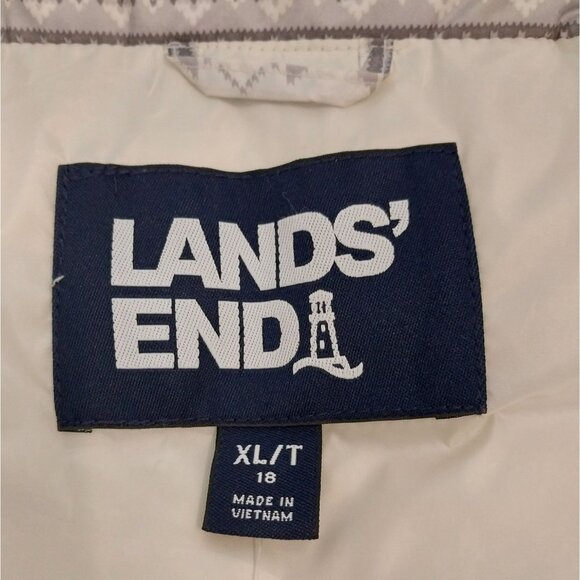 LANDS'
END
XL/T
18
MADE IN
VIETNAM